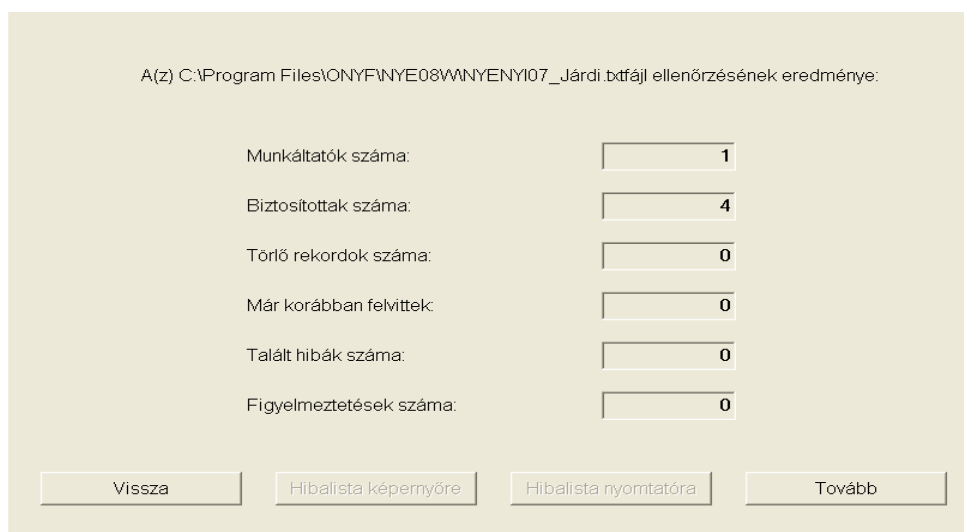 A(z) C:\Program Files\ONYF\NYE08W\NYENYI07_Járdi.txtfájl ellenőrzésének eredménye:
Munkáltatók száma: 1
Biztosítottak száma: 4
Törlő rekordok száma: 0
Már korábban felvittek: 0
Talált hibák száma: 0
Figyelmeztetések száma: 0
Vissza Hibalista képernyőre Hibalista nyomtatóra Tovább